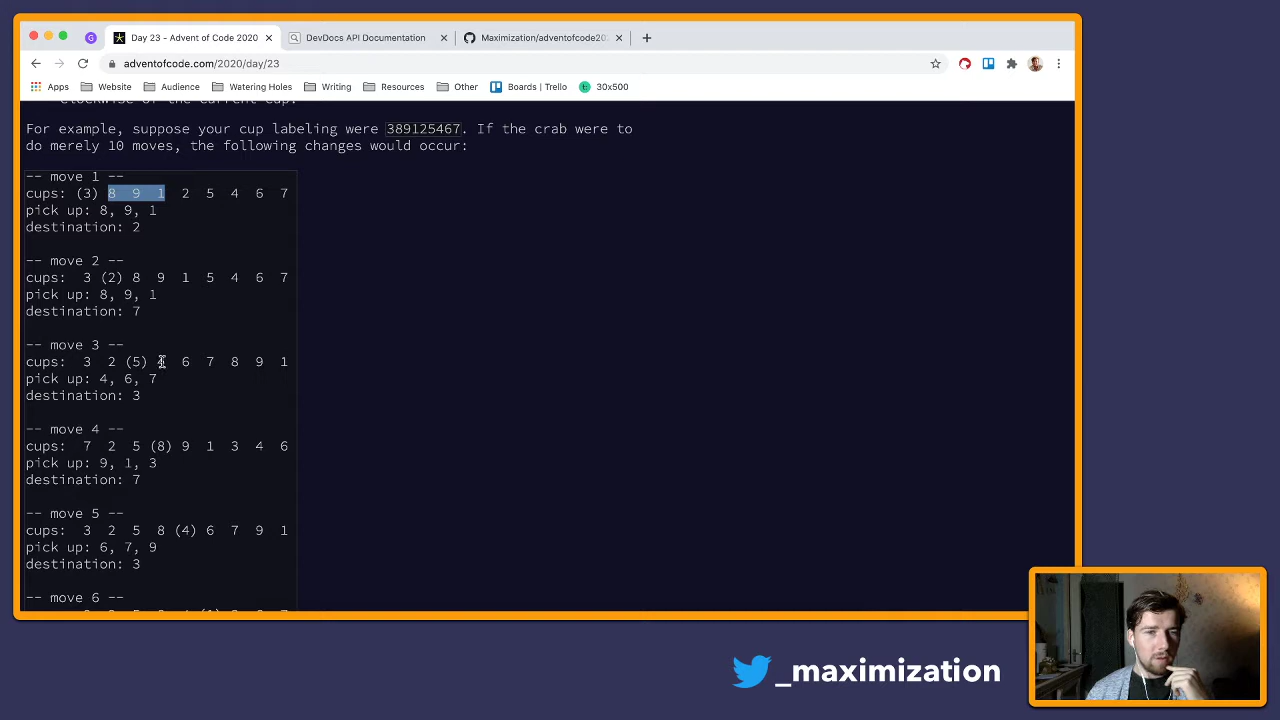 Day 23 - Advent of Code 2020
DevDocs API Documentation
Maximization/adventofcode202
adventofcode.com/2020/day/23
Apps Website Audience Watering Holes Writing Resources Other Boards | Trello 30x500
clockwise of the current cup.
For example, suppose your cup labeling were 389125467. If the crab were to
do merely 10 moves, the following changes would occur:
-- move 1 --
cups: (3) 8 9 1 2 5 4 6 7
pick up: 8, 9, 1
destination: 2
-- move 2 --
cups: 3 (2) 8 9 1 5 4 6 7
pick up: 8, 9, 1
destination: 7
-- move 3 --
cups: 3 2 (5) 4 6 7 8 9 1
pick up: 4, 6, 7
destination: 3
-- move 4 --
cups: 7 2 5 (8) 9 1 3 4 6
pick up: 9, 1, 3
destination: 7
-- move 5 --
cups: 3 2 5 8 (4) 6 7 9 1
pick up: 6, 7, 9
destination: 3
-- move 6 --
_maximization